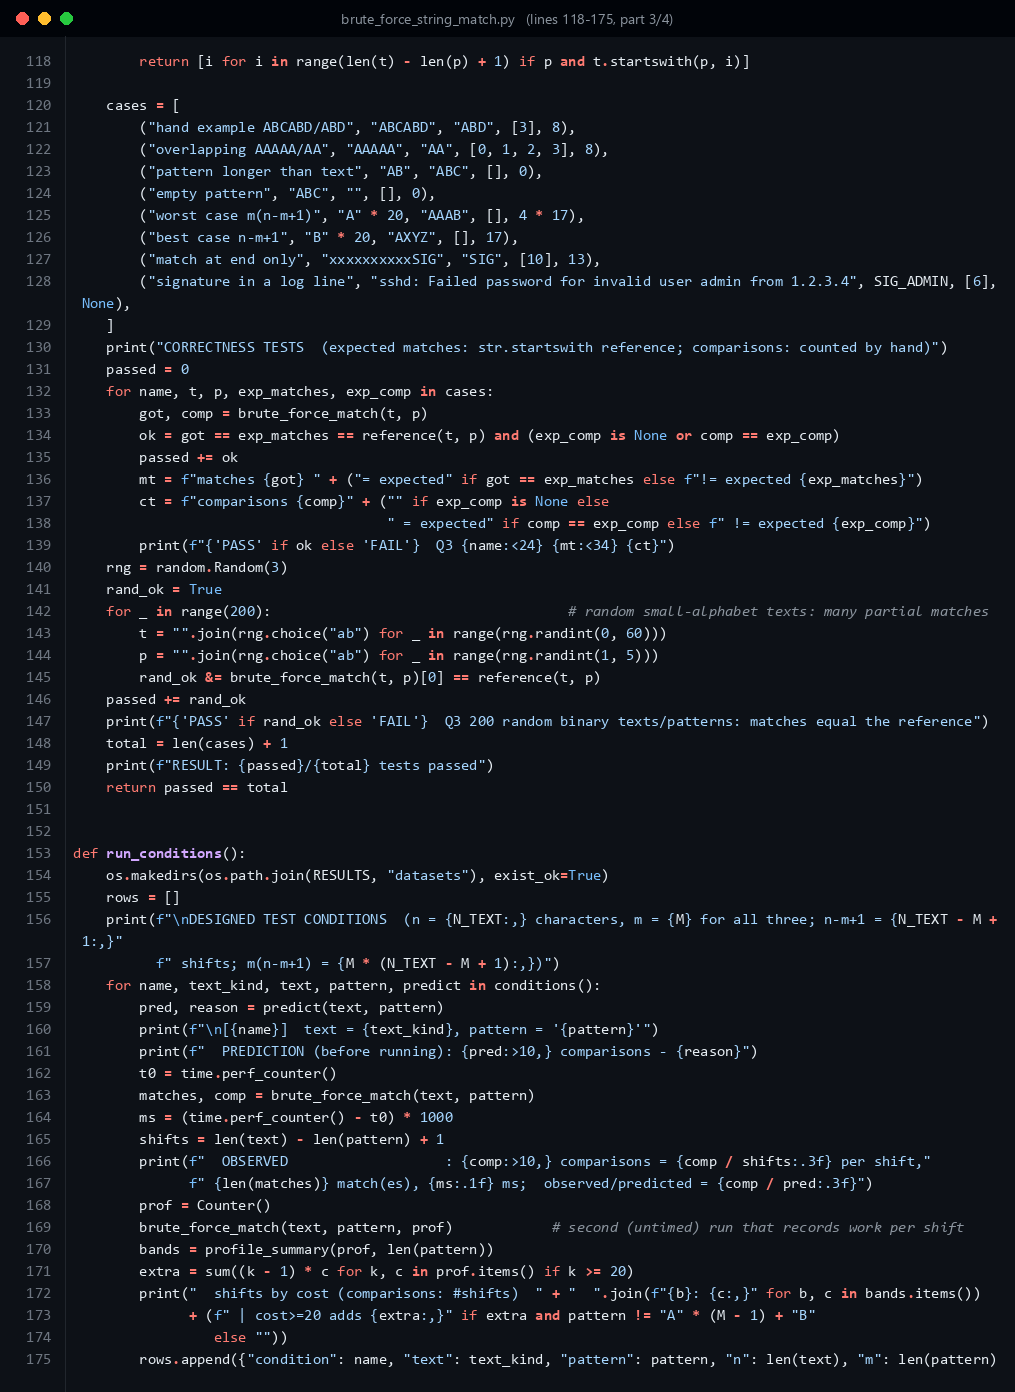 brute_force_string_match.py   (lines 118-175, part 3/4)
118         return [i for i in range(len(t) - len(p) + 1) if p and t.startswith(p, i)]
119
120     cases = [
121         ("hand example ABCABD/ABD", "ABCABD", "ABD", [3], 8),
122         ("overlapping AAAAA/AA", "AAAAA", "AA", [0, 1, 2, 3], 8),
123         ("pattern longer than text", "AB", "ABC", [], 0),
124         ("empty pattern", "ABC", "", [], 0),
125         ("worst case m(n-m+1)", "A" * 20, "AAAB", [], 4 * 17),
126         ("best case n-m+1", "B" * 20, "AXYZ", [], 17),
127         ("match at end only", "xxxxxxxxxxSIG", "SIG", [10], 13),
128         ("signature in a log line", "sshd: Failed password for invalid user admin from 1.2.3.4", SIG_ADMIN, [6],
None),
129     ]
130     print("CORRECTNESS TESTS  (expected matches: str.startswith reference; comparisons: counted by hand)")
131     passed = 0
132     for name, t, p, exp_matches, exp_comp in cases:
133         got, comp = brute_force_match(t, p)
134         ok = got == exp_matches == reference(t, p) and (exp_comp is None or comp == exp_comp)
135         passed += ok
136         mt = f"matches {got} " + ("= expected" if got == exp_matches else f"!= expected {exp_matches}")
137         ct = f"comparisons {comp}" + ("" if exp_comp is None else
138                                       " = expected" if comp == exp_comp else f" != expected {exp_comp}")
139         print(f"{'PASS' if ok else 'FAIL'}  Q3 {name:<24} {mt:<34} {ct}")
140     rng = random.Random(3)
141     rand_ok = True
142     for _ in range(200):                                    # random small-alphabet texts: many partial matches
143         t = "".join(rng.choice("ab") for _ in range(rng.randint(0, 60)))
144         p = "".join(rng.choice("ab") for _ in range(rng.randint(1, 5)))
145         rand_ok &= brute_force_match(t, p)[0] == reference(t, p)
146     passed += rand_ok
147     print(f"{'PASS' if rand_ok else 'FAIL'}  Q3 200 random binary texts/patterns: matches equal the reference")
148     total = len(cases) + 1
149     print(f"RESULT: {passed}/{total} tests passed")
150     return passed == total
151
152
153 def run_conditions():
154     os.makedirs(os.path.join(RESULTS, "datasets"), exist_ok=True)
155     rows = []
156     print(f"\nDESIGNED TEST CONDITIONS  (n = {N_TEXT:,} characters, m = {M} for all three; n-m+1 = {N_TEXT - M +
1:,}"
157           f" shifts; m(n-m+1) = {M * (N_TEXT - M + 1):,})")
158     for name, text_kind, text, pattern, predict in conditions():
159         pred, reason = predict(text, pattern)
160         print(f"\n[{name}]  text = {text_kind}, pattern = '{pattern}'")
161         print(f"  PREDICTION (before running): {pred:>10,} comparisons - {reason}")
162         t0 = time.perf_counter()
163         matches, comp = brute_force_match(text, pattern)
164         ms = (time.perf_counter() - t0) * 1000
165         shifts = len(text) - len(pattern) + 1
166         print(f"  OBSERVED                   : {comp:>10,} comparisons = {comp / shifts:.3f} per shift,"
167               f" {len(matches)} match(es), {ms:.1f} ms;  observed/predicted = {comp / pred:.3f}")
168         prof = Counter()
169         brute_force_match(text, pattern, prof)            # second (untimed) run that records work per shift
170         bands = profile_summary(prof, len(pattern))
171         extra = sum((k - 1) * c for k, c in prof.items() if k >= 20)
172         print("  shifts by cost (comparisons: #shifts)  " + "  ".join(f"{b}: {c:,}" for b, c in bands.items())
173               + (f" | cost>=20 adds {extra:,}" if extra and pattern != "A" * (M - 1) + "B"
174                  else ""))
175         rows.append({"condition": name, "text": text_kind, "pattern": pattern, "n": len(text), "m": len(pattern)